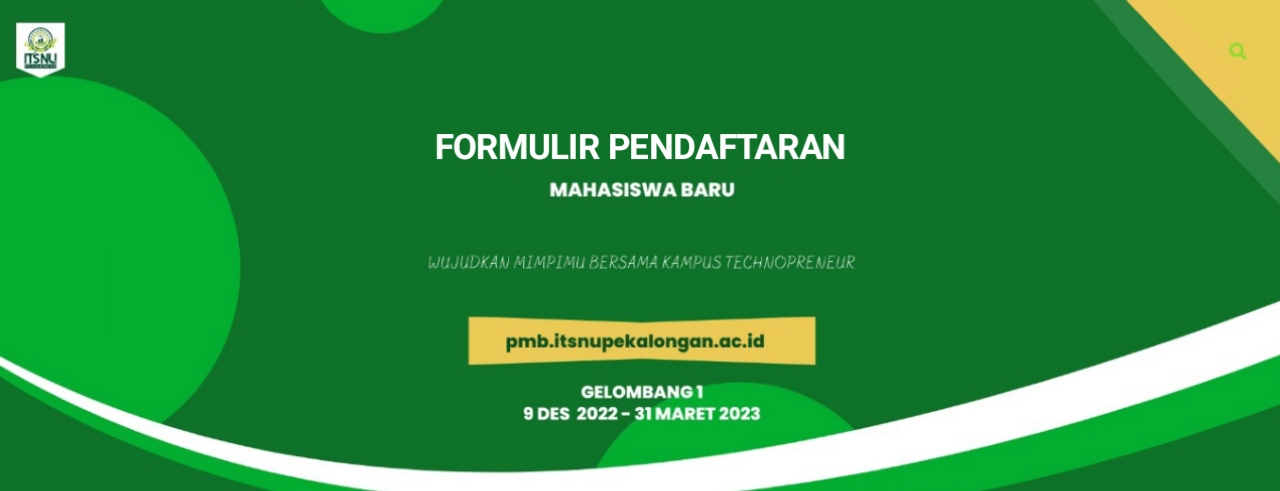 ITSNU
FORMULIR PENDAFTARAN
MAHASISWA BARU
WUJUDKAN MIMPIMU BERSAMA KAMPUS TECHNOPRENEUR
pmb.itsnupekalongan.ac.id
GELOMBANG 1
9 DES 2022 - 31 MARET 2023